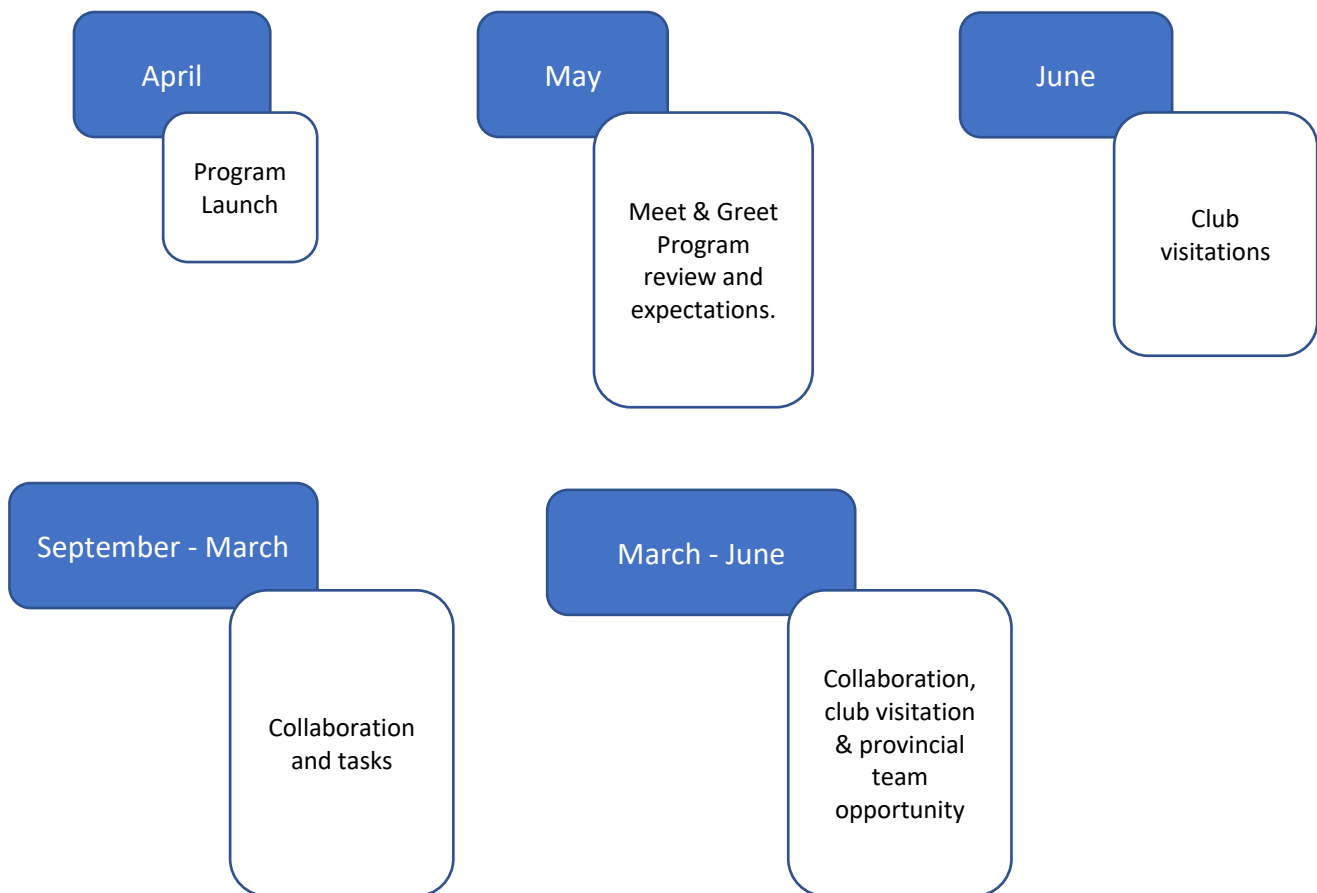 April
Program
Launch
May
Meet & Greet
Program
review and
expectations.
June
Club
visitations
September - March
Collaboration
and tasks
March - June
Collaboration,
club visitation
& provincial
team
opportunity